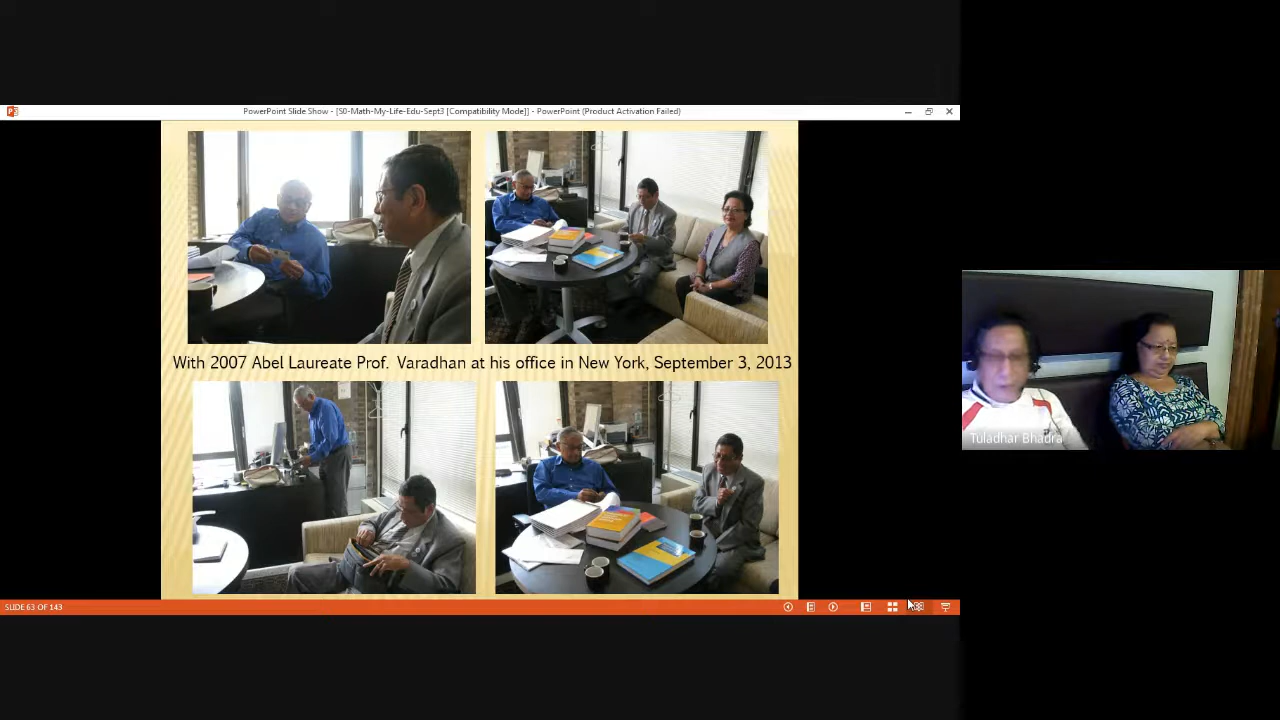 PowerPoint Slide Show - [S0-Math-My-Life-Edu-Sept3 [Compatibility Mode]] - PowerPoint (Product Activation Failed)
With 2007 Abel Laureate Prof. Varadhan at his office in New York, September 3, 2013
Tuladhar Bhadra
SLIDE 63 OF 143